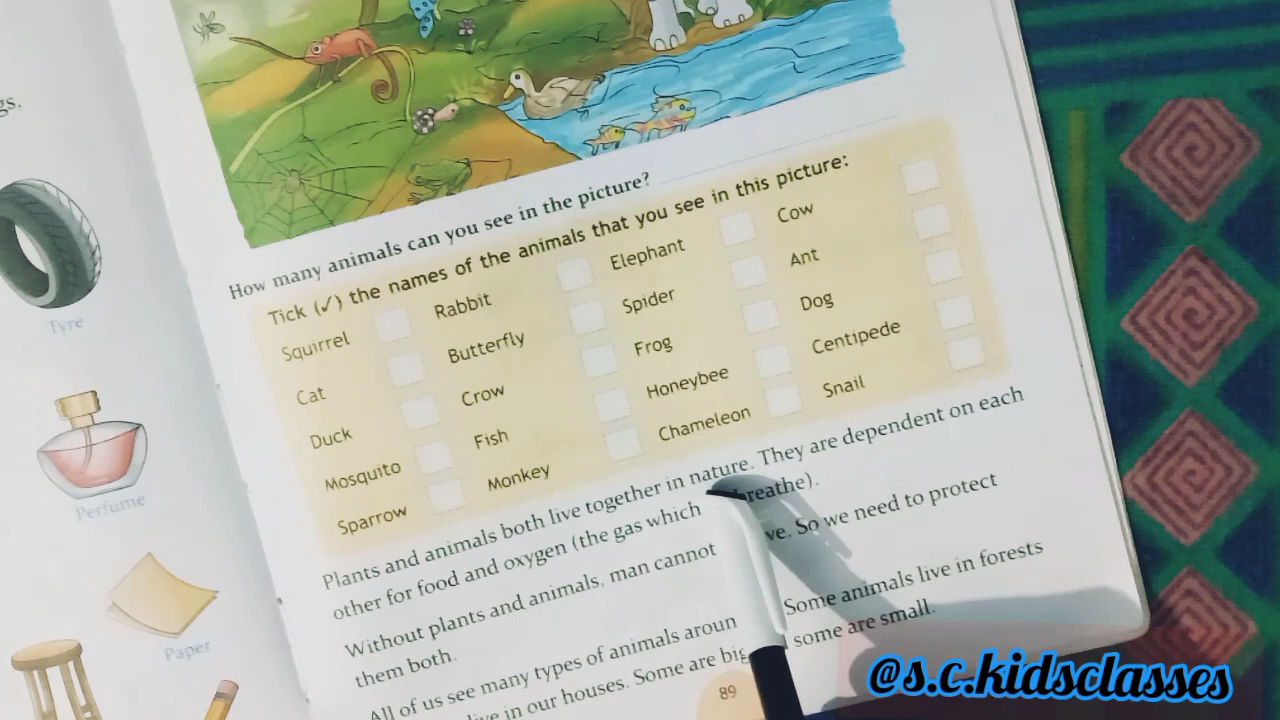 gs,
Tyre
Perfume
Paper
How many animals can you see in the picture?
Tick (✓) the names of the animals that you see in this picture:
Squirrel Rabbit Elephant Cow
Cat Butterfly Spider Ant
Duck Crow Frog Dog
Mosquito Fish Honeybee Centipede
Sparrow Monkey Chameleon Snail
Plants and animals both live together in nature. They are dependent on each
other for food and oxygen (the gas which breathe).
Without plants and animals, man cannot ve. So we need to protect
them both.
All of us see many types of animals aroun Some animals live in forests
live in our houses. Some are big some are small.
89
@s.c.kidsclasses